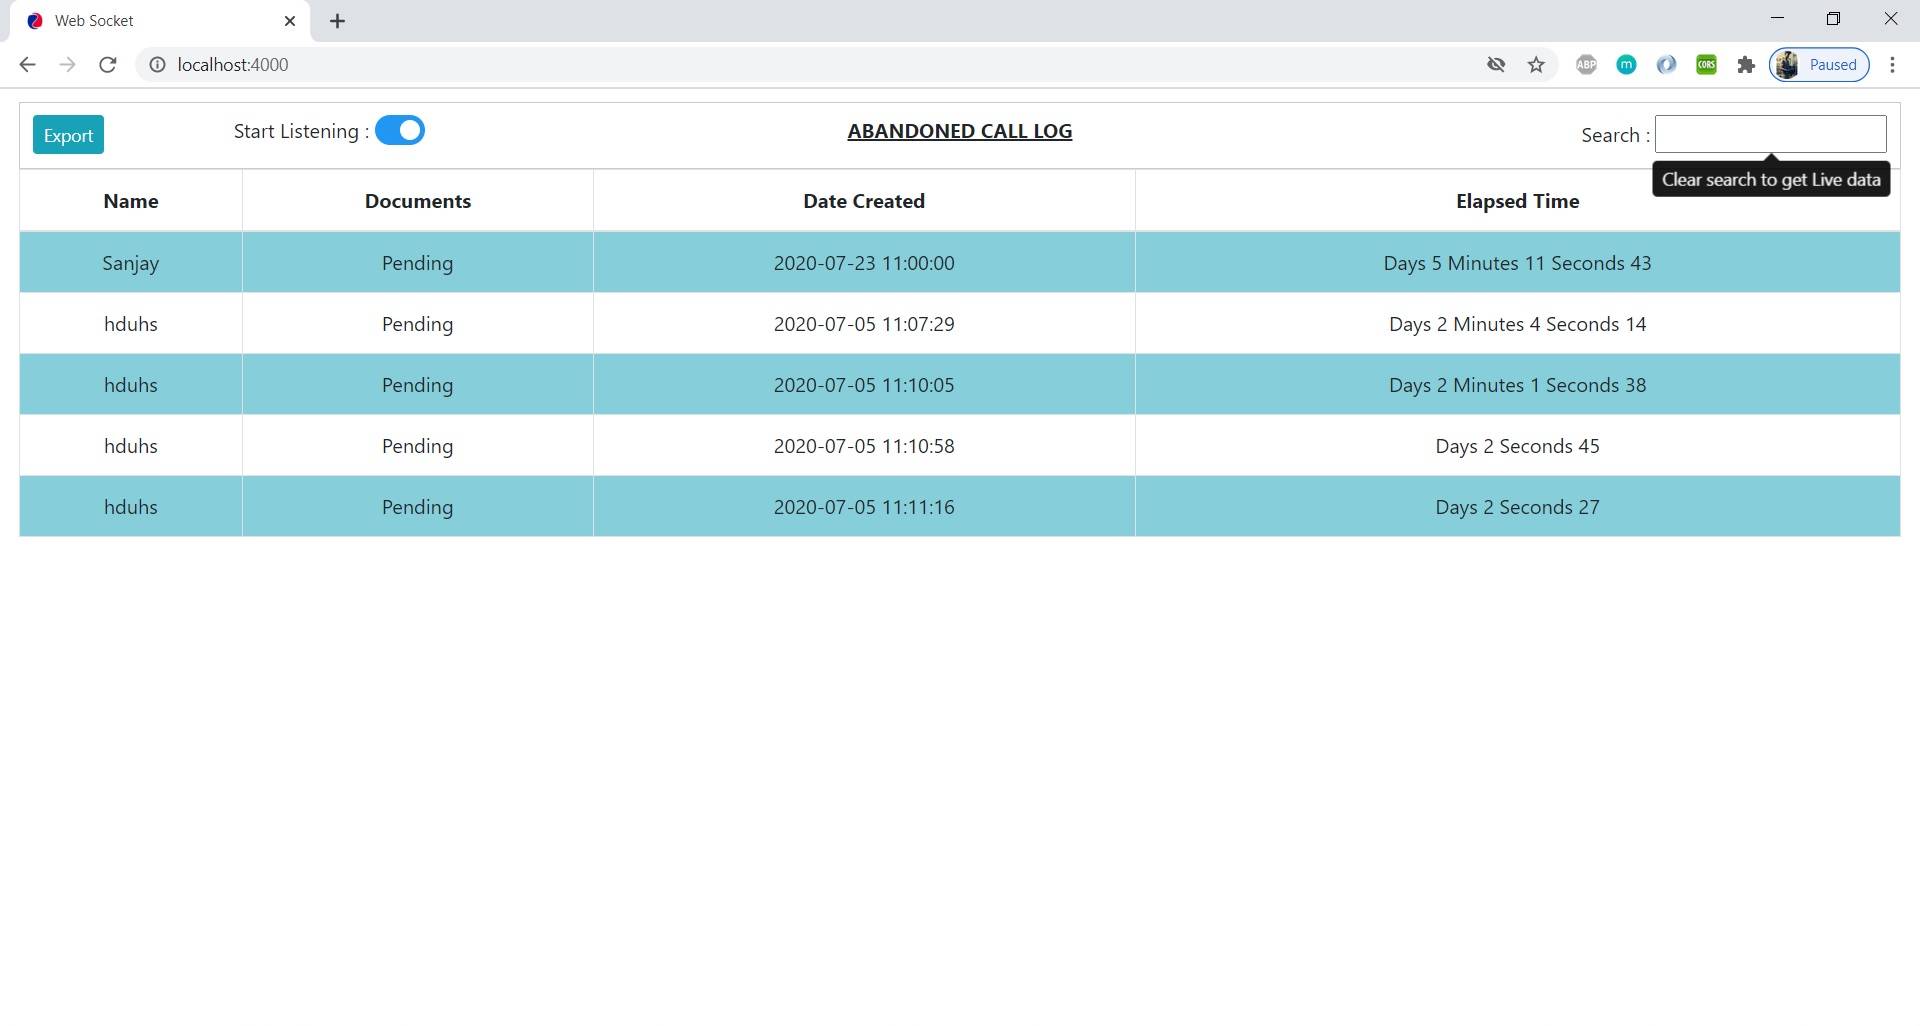 Web Socket
localhost:4000
ABP
m
CORS
Paused
Export
Start Listening :
ABANDONED CALL LOG
Search :
Clear search to get Live data
Name Documents Date Created Elapsed Time
Sanjay Pending 2020-07-23 11:00:00 Days 5 Minutes 11 Seconds 43
hduhs Pending 2020-07-05 11:07:29 Days 2 Minutes 4 Seconds 14
hduhs Pending 2020-07-05 11:10:05 Days 2 Minutes 1 Seconds 38
hduhs Pending 2020-07-05 11:10:58 Days 2 Seconds 45
hduhs Pending 2020-07-05 11:11:16 Days 2 Seconds 27